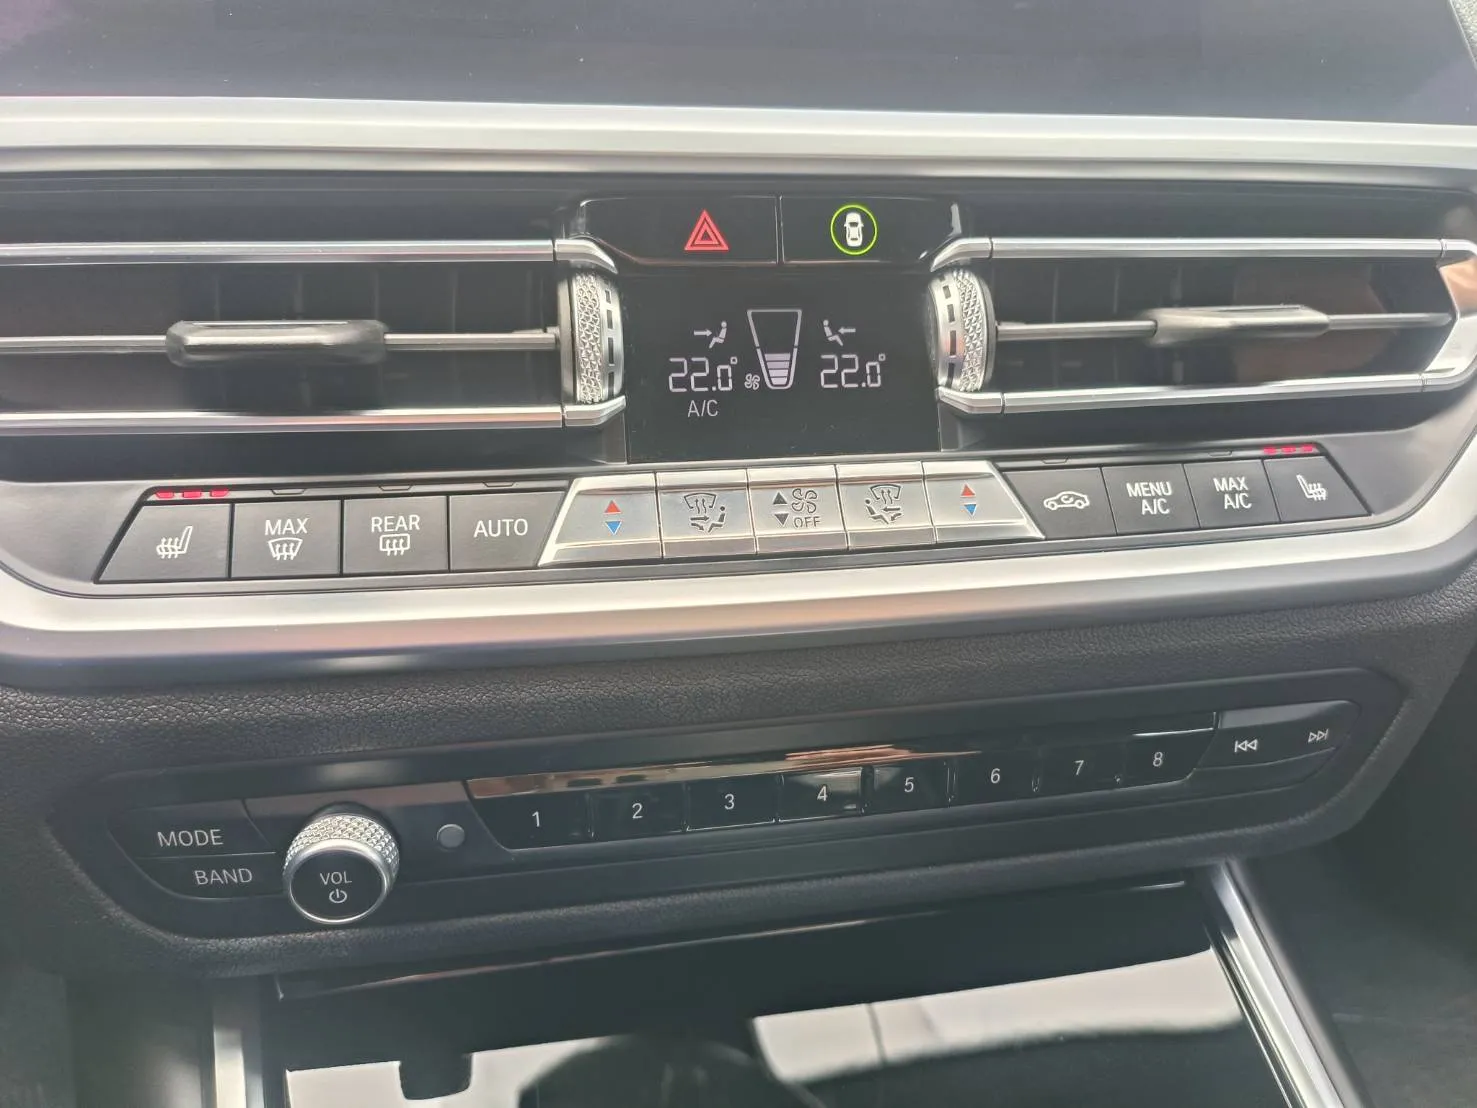 22.0° 22.0°
A/C
MAX
REAR
AUTO
OFF
MENU
A/C
MAX
A/C
MODE
BAND
VOL
1 2 3 4 5 6 7 8